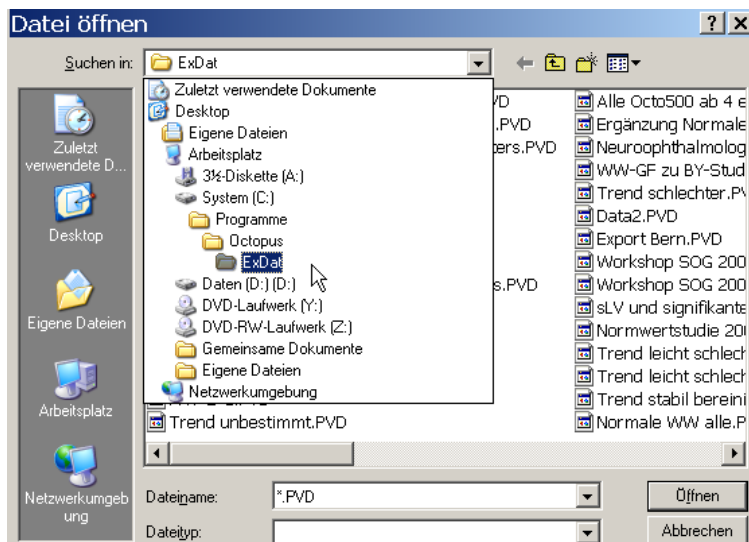 Datei öffnen
Suchen in:
ExDat
Zuletzt verwendete D...
Desktop
Eigene Dateien
Arbeitsplatz
Netzwerkumgeb
ung
Zuletzt verwendete Dokumente
Desktop
Eigene Dateien
Arbeitsplatz
3½-Diskette (A:)
System (C:)
Programme
Octopus
ExDat
Daten (D:) (D:)
DVD-Laufwerk (Y:)
DVD-RW-Laufwerk (Z:)
Gemeinsame Dokumente
Eigene Dateien
Netzwerkumgebung
Trend unbestimmt.PVD
.PVD
ers.PVD
s.PVD
Alle Octo500 ab 4 e
Ergänzung Normale
Neuroophthalmolog
WW-GF zu BY-Stud
Trend schlechter.PV
Data2.PVD
Export Bern.PVD
Workshop SOG 200
Workshop SOG 200
sLV und signifikante
Normwertstudie 200
Trend leicht schlech
Trend leicht schlech
Trend stabil bereini
Normale WW alle.P
Dateiname:
*.PVD
Öffnen
Dateityp:
Abbrechen